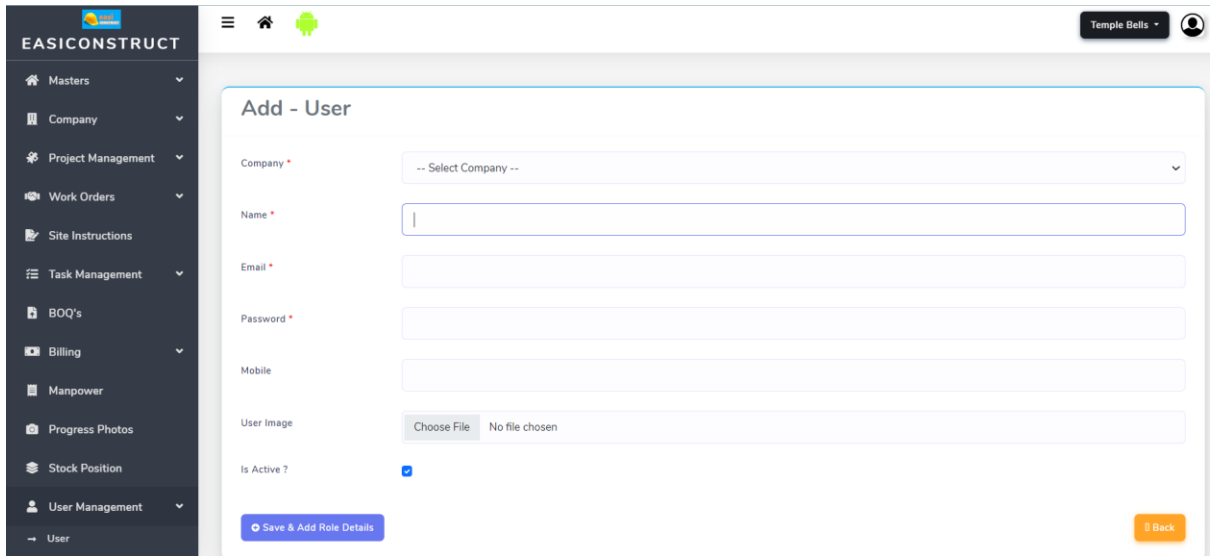 EASICONSTRUCT
Temple Bells
Masters
Company
Project Management
Work Orders
Site Instructions
Task Management
BOQ's
Billing
Manpower
Progress Photos
Stock Position
User Management
→ User
Add - User
Company *
-- Select Company --
Name *
Email *
Password *
Mobile
User Image
Choose File No file chosen
Is Active ?
Save & Add Role Details
Back